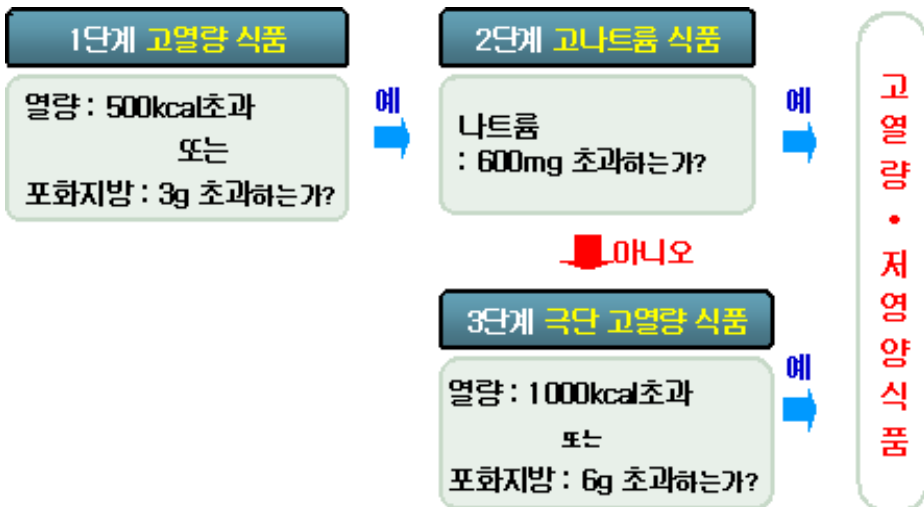 1단계 고열량 식품
열량 : 500kcal초과
또는
포화지방 : 3g 초과하는가?
예
2단계 고나트륨 식품
나트륨
: 600mg 초과하는가?
예
아니오
3단계 극단 고열량 식품
열량 : 1000kcal초과
또는
포화지방 : 6g 초과하는가?
예
고열량·저영양식품